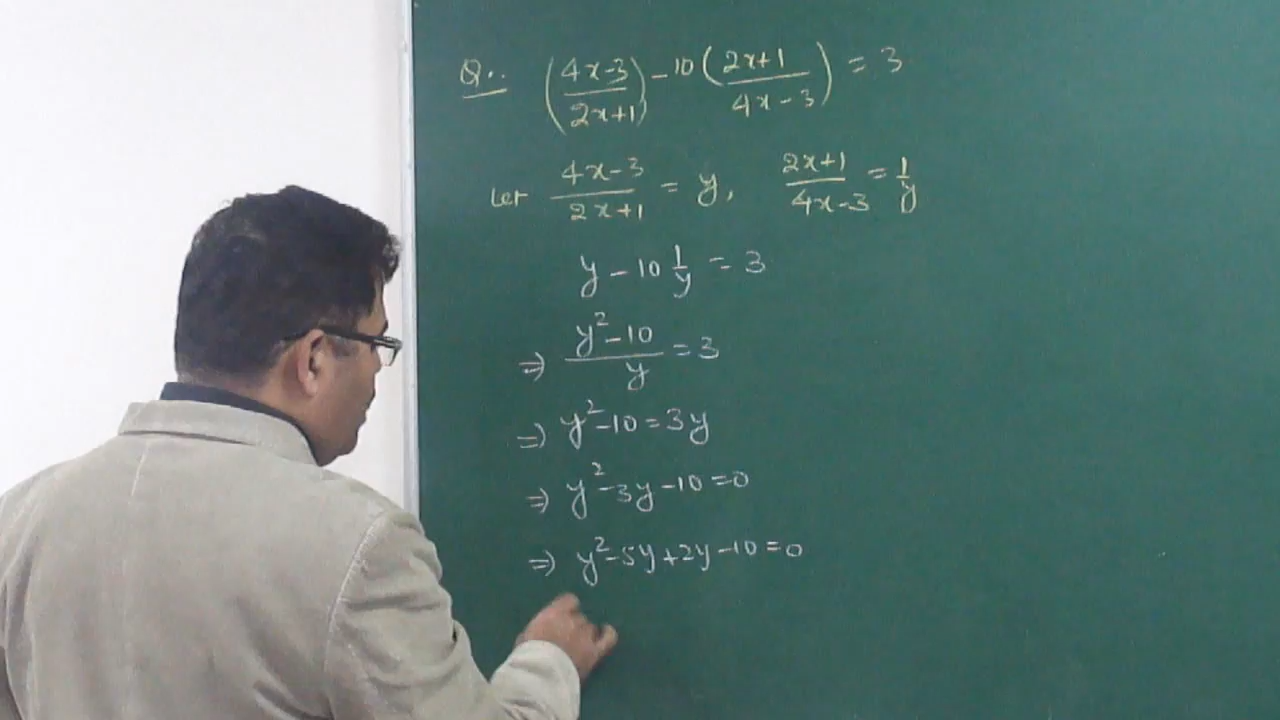 Q.. ((4x-3)/(2x+1)) - 10 ((2x+1)/(4x-3)) = 3
Let (4x-3)/(2x+1) = y, (2x+1)/(4x-3) = 1/y
y - 10 1/y = 3
⇒ (y²-10)/y = 3
⇒ y²-10 = 3y
⇒ y²-3y-10 = 0
⇒ y²-5y+2y-10 = 0